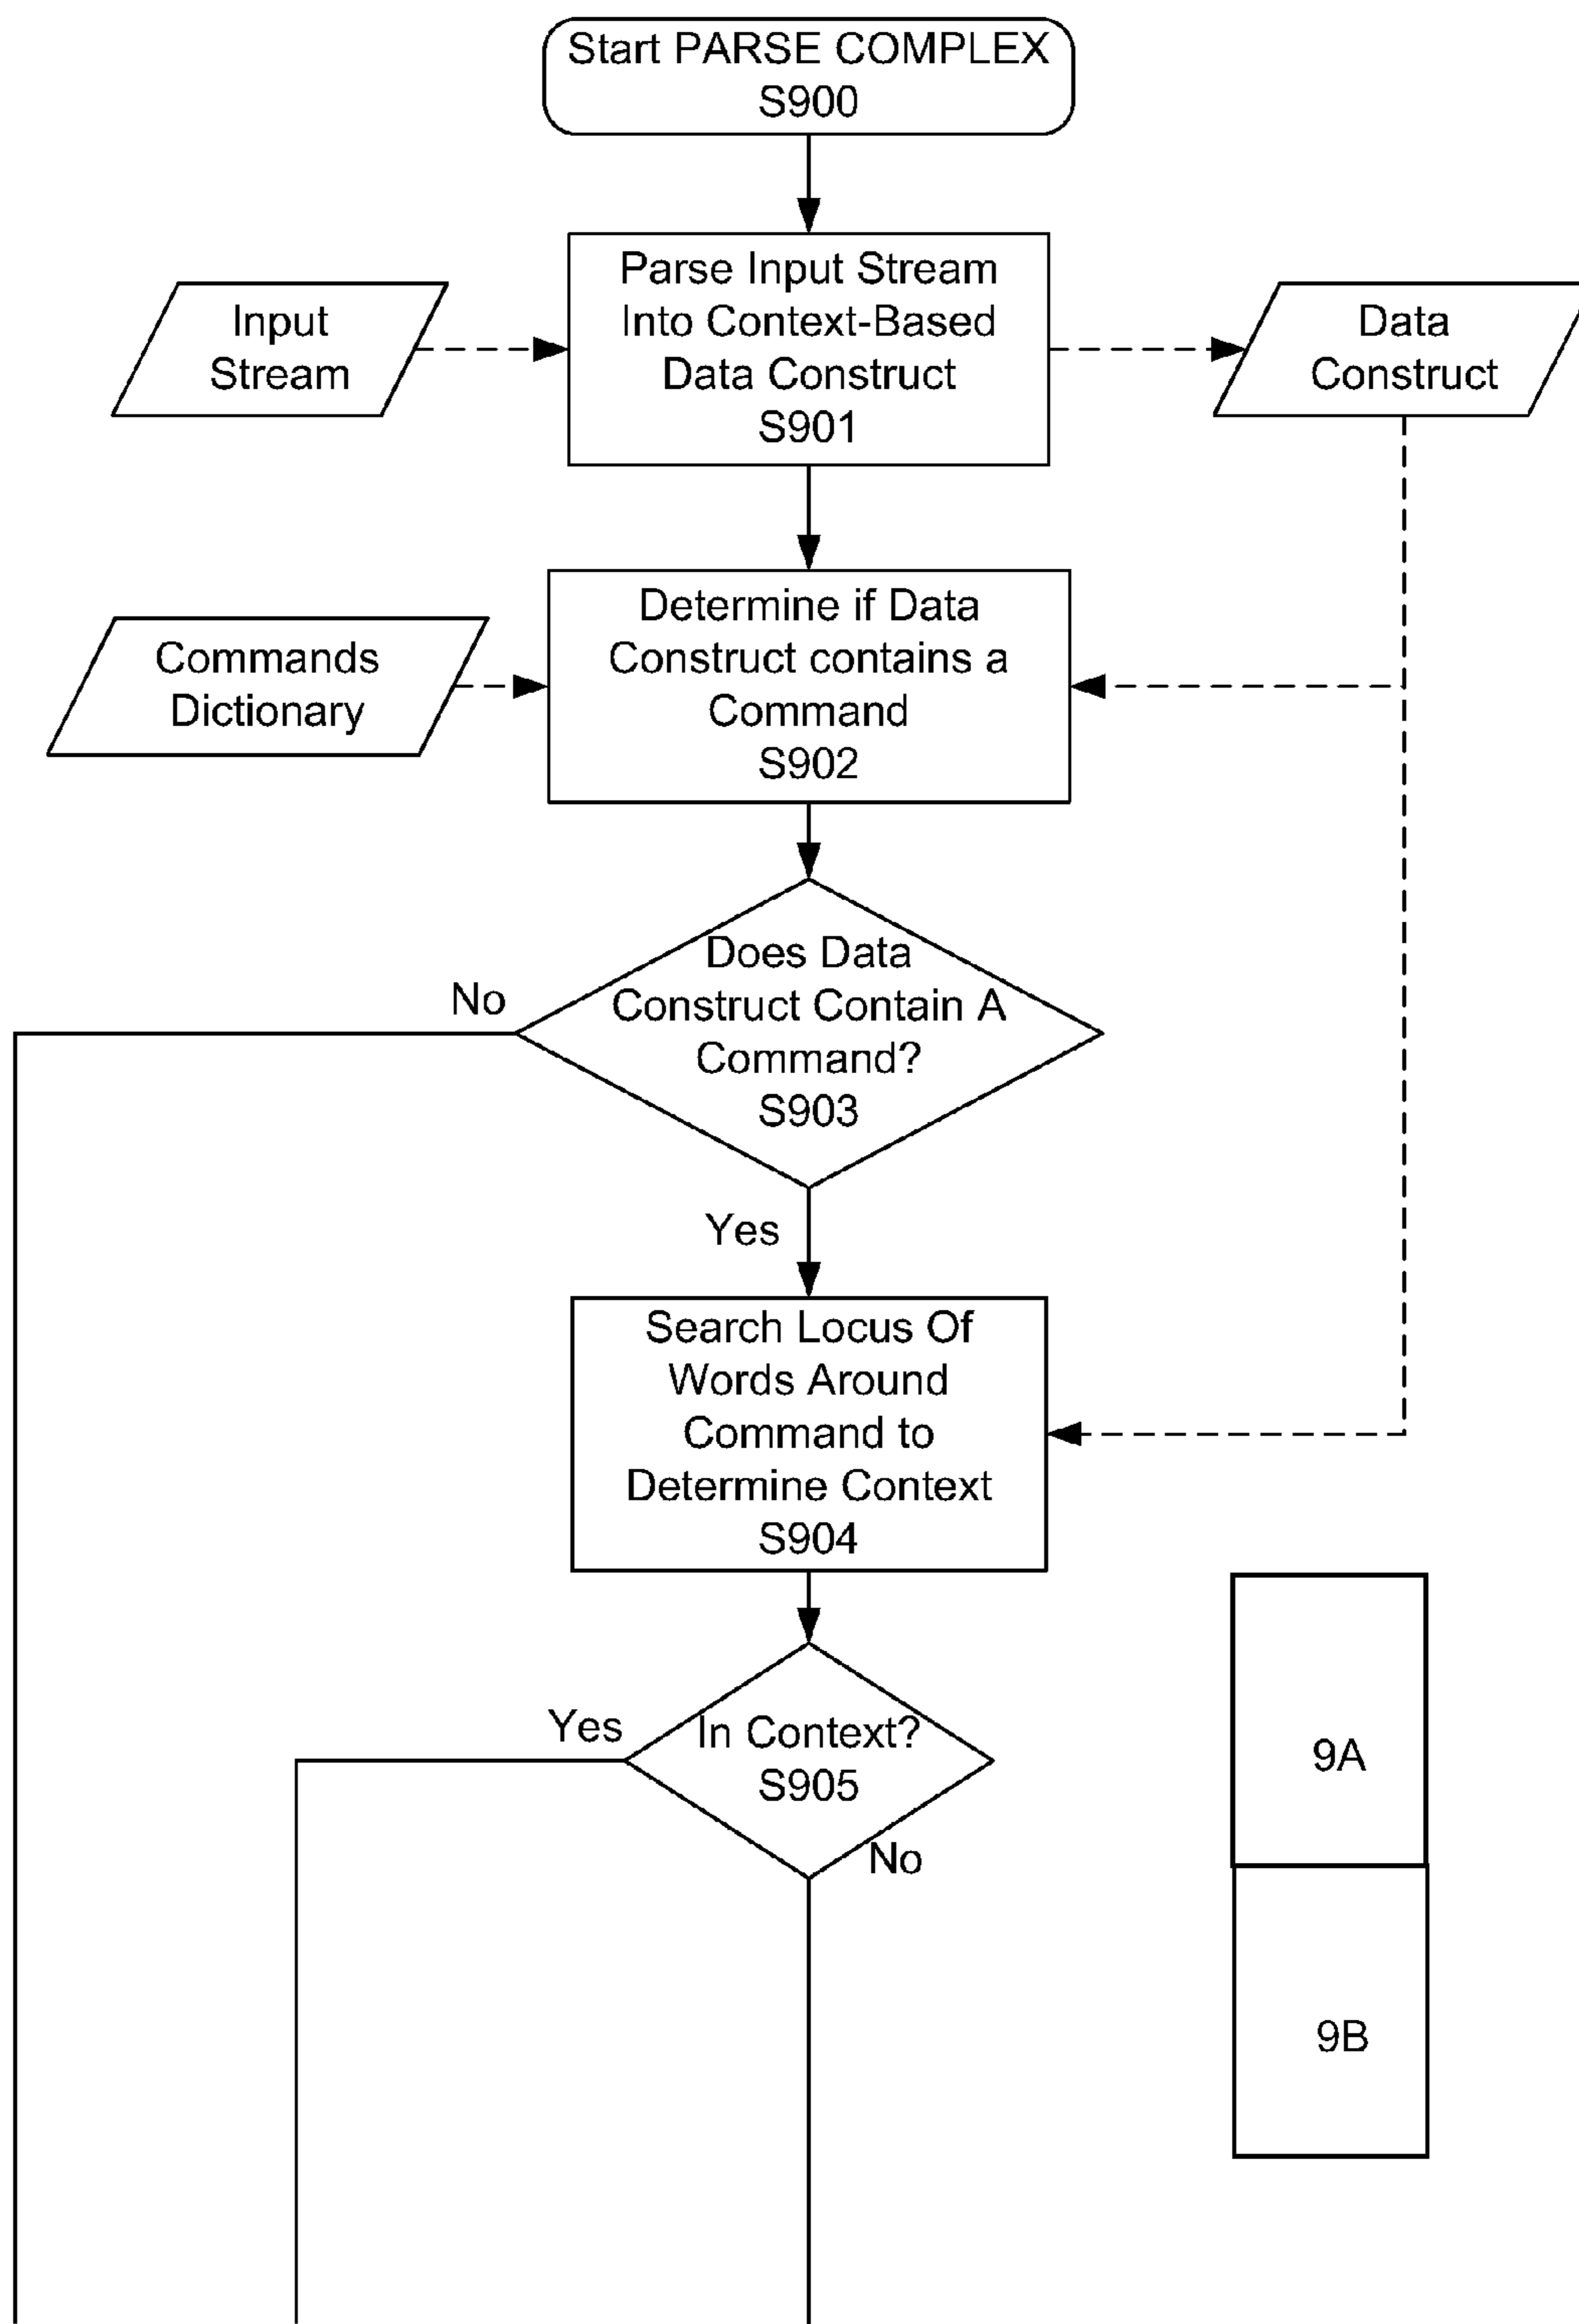 Start PARSE COMPLEX
S900
Parse Input Stream
Into Context-Based
Data Construct
S901
Input
Stream
Data
Construct
Determine if Data
Construct contains a
Command
S902
Commands
Dictionary
Does Data
Construct Contain A
Command?
S903
No
Yes
Search Locus Of
Words Around
Command to
Determine Context
S904
In Context?
S905
Yes
No
9A
9B